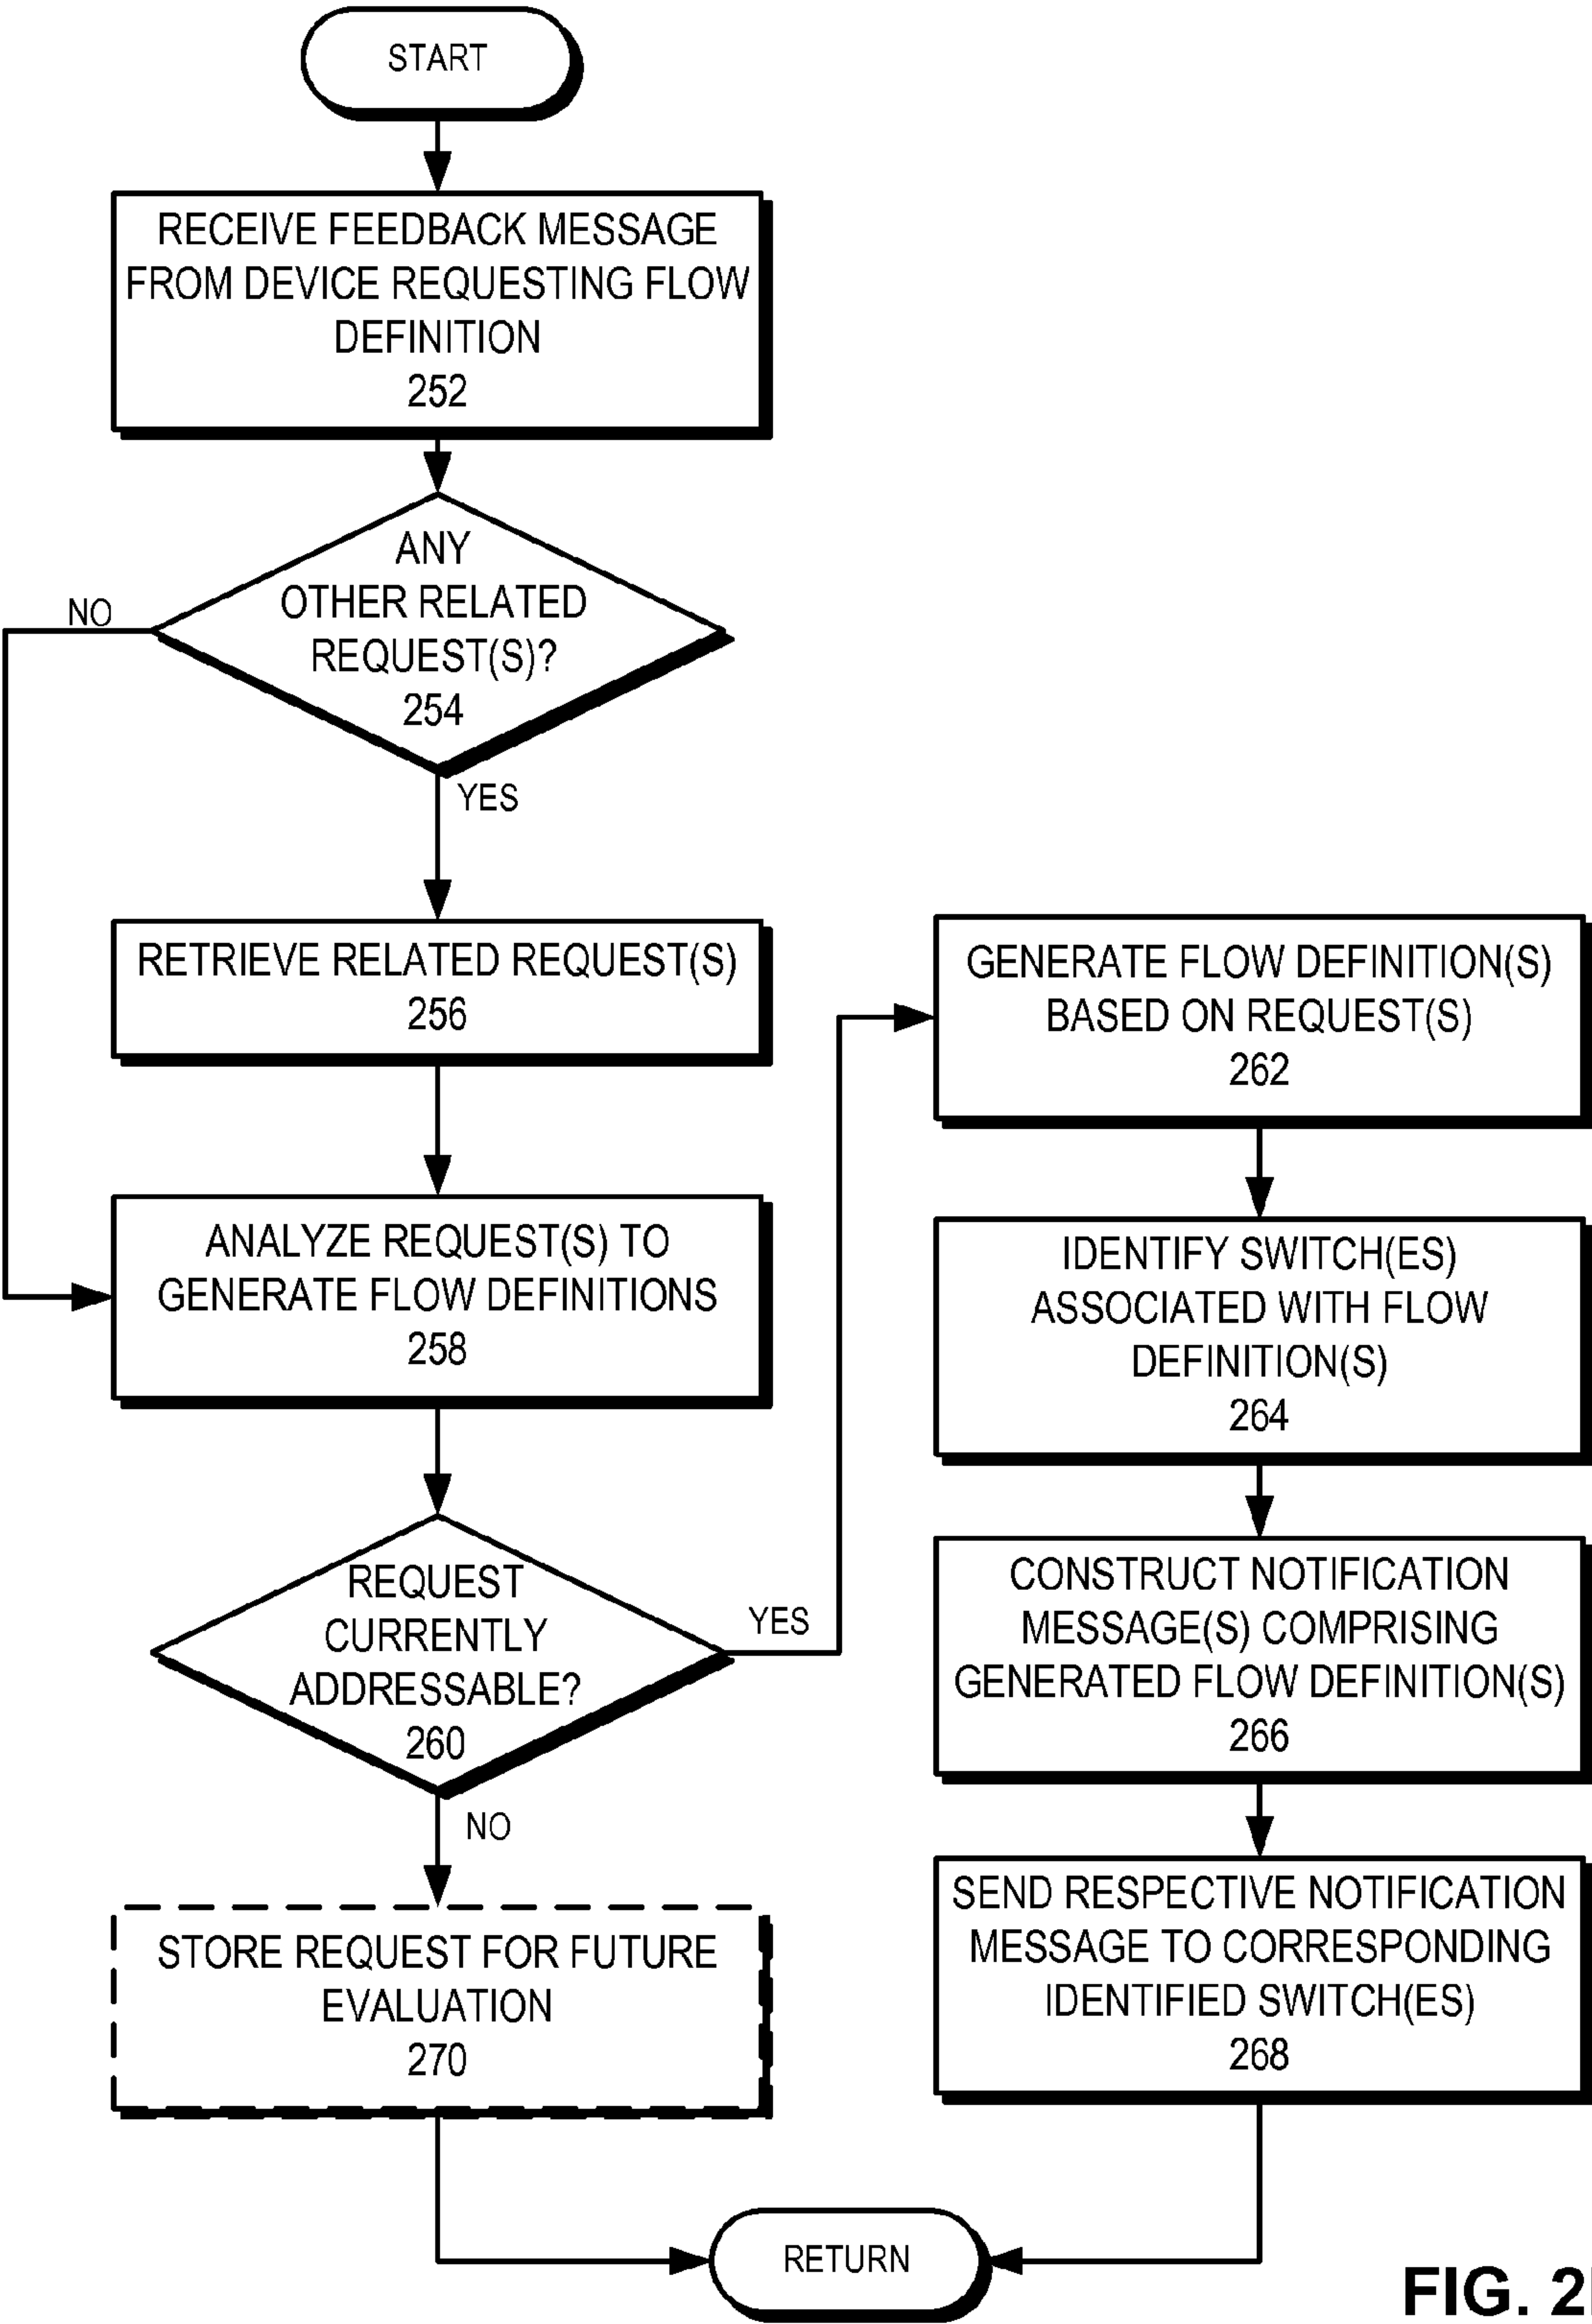 START
RECEIVE FEEDBACK MESSAGE
FROM DEVICE REQUESTING FLOW
DEFINITION
252
ANY
OTHER RELATED
REQUEST(S)?
254
NO
YES
RETRIEVE RELATED REQUEST(S)
256
ANALYZE REQUEST(S) TO
GENERATE FLOW DEFINITIONS
258
REQUEST
CURRENTLY
ADDRESSABLE?
260
YES
NO
STORE REQUEST FOR FUTURE
EVALUATION
270
GENERATE FLOW DEFINITION(S)
BASED ON REQUEST(S)
262
IDENTIFY SWITCH(ES)
ASSOCIATED WITH FLOW
DEFINITION(S)
264
CONSTRUCT NOTIFICATION
MESSAGE(S) COMPRISING
GENERATED FLOW DEFINITION(S)
266
SEND RESPECTIVE NOTIFICATION
MESSAGE TO CORRESPONDING
IDENTIFIED SWITCH(ES)
268
RETURN
FIG.